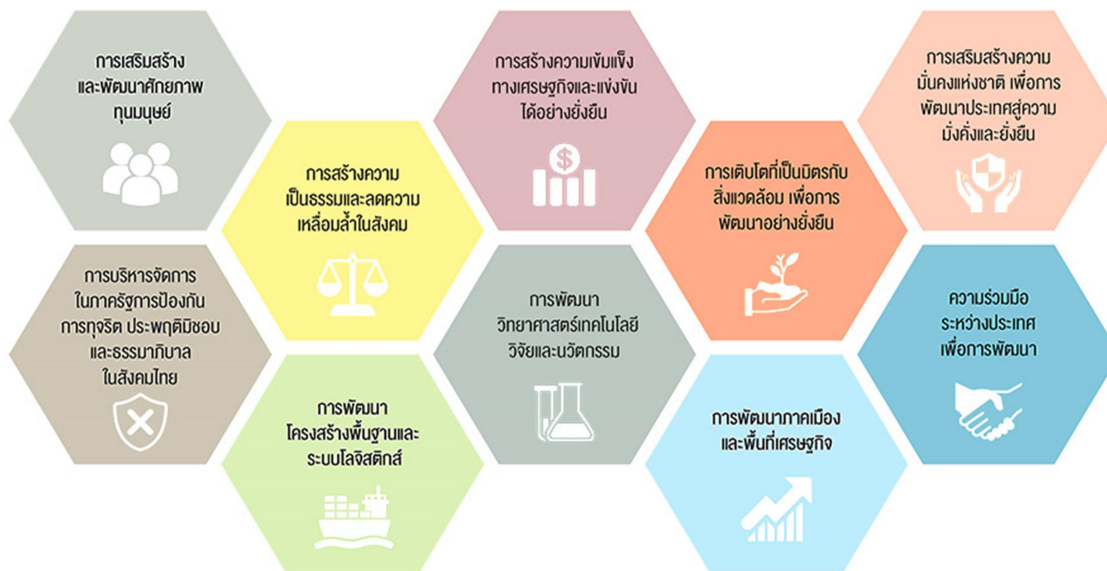 การเสริมสร้าง
และพัฒนาศักยภาพ
ทุนมนุษย์
การสร้างความ
เป็นธรรมและลดความ
เหลื่อมล้ำในสังคม
การสร้างความเข้มแข็ง
ทางเศรษฐกิจและแข่งขัน
ได้อย่างยั่งยืน
การเติบโตที่เป็นมิตรกับ
สิ่งแวดล้อม เพื่อการ
พัฒนาอย่างยั่งยืน
การเสริมสร้างความ
มั่นคงแห่งชาติ เพื่อการ
พัฒนาประเทศสู่ความ
มั่งคั่งและยั่งยืน
การบริหารจัดการ
ในภาครัฐการป้องกัน
การทุจริต ประพฤติมิชอบ
และธรรมาภิบาล
ในสังคมไทย
การพัฒนา
โครงสร้างพื้นฐานและ
ระบบโลจิสติกส์
การพัฒนา
วิทยาศาสตร์เทคโนโลยี
วิจัยและนวัตกรรม
การพัฒนาภาคเมือง
และพื้นที่เศรษฐกิจ
ความร่วมมือ
ระหว่างประเทศ
เพื่อการพัฒนา
$